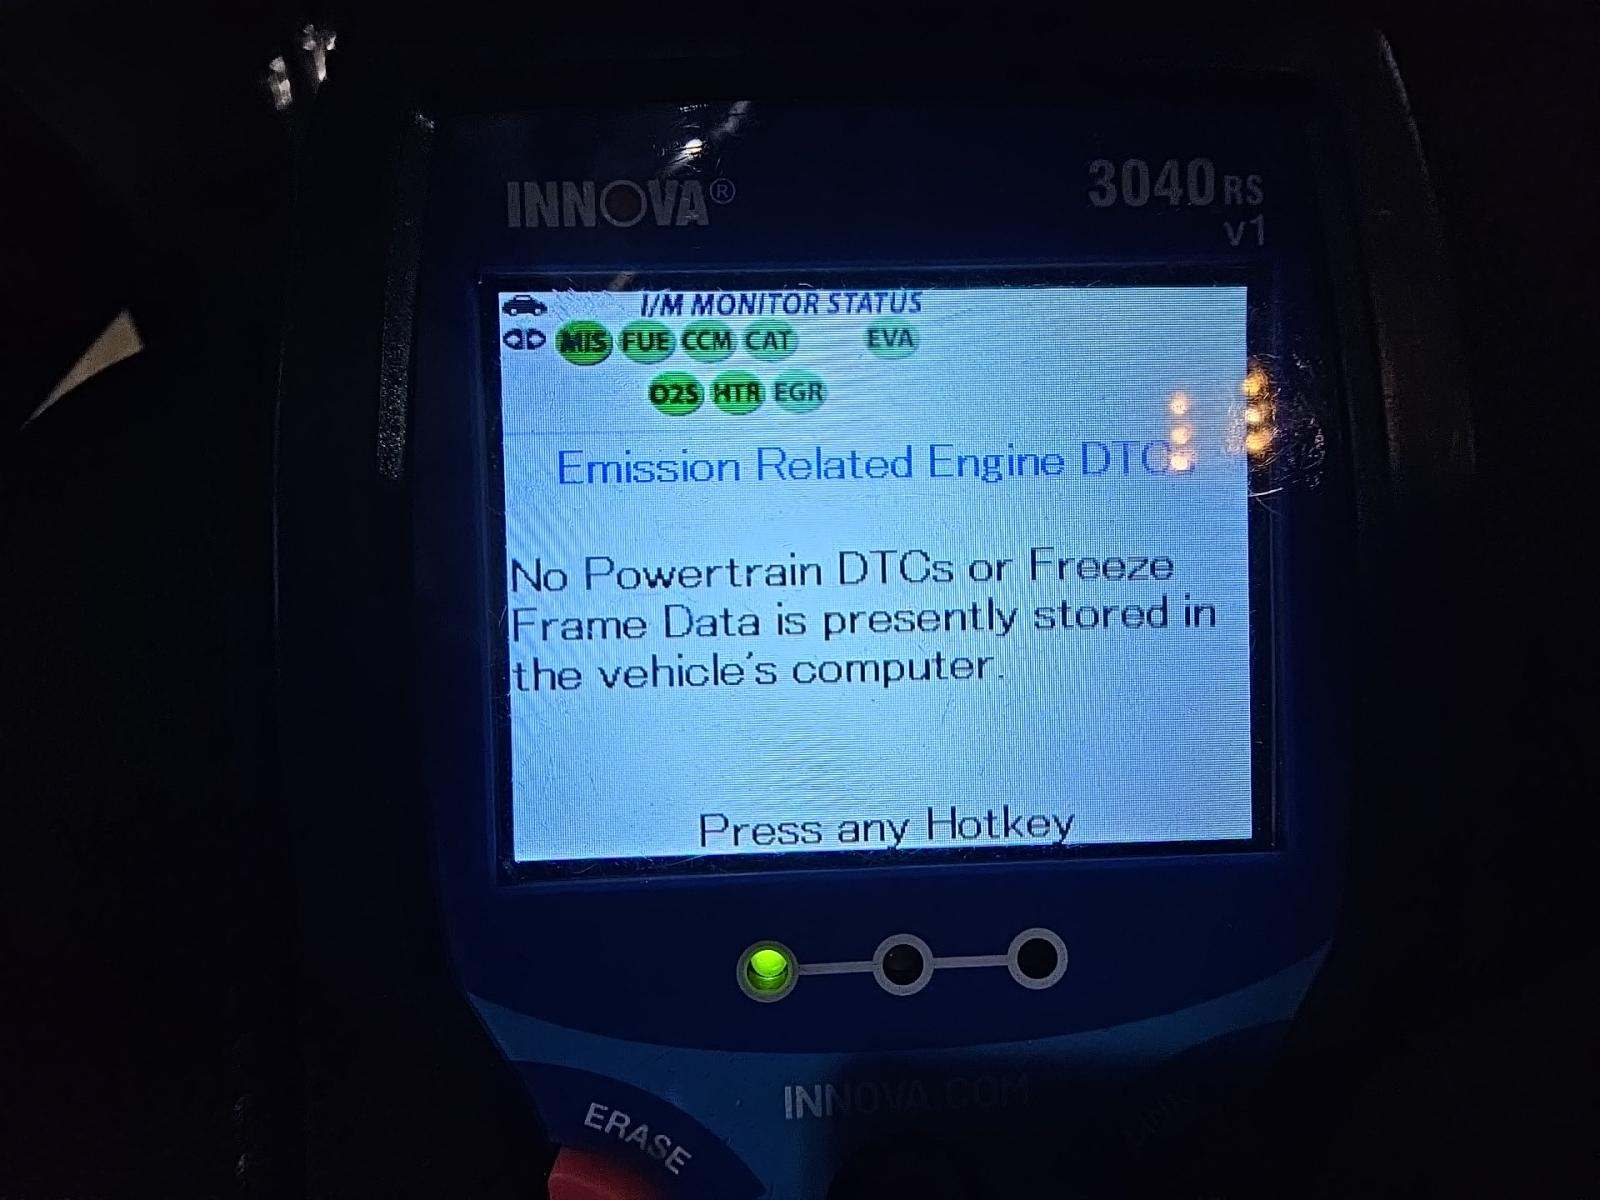 INNOVA®
3040RS
v1
I/M MONITOR STATUS
MIS FUE CCM CAT EVA
O2S HTR EGR
Emission Related Engine DTCs
No Powertrain DTCs or Freeze
Frame Data is presently stored in
the vehicle's computer.
Press any Hotkey
INNOVA.COM
ERASE